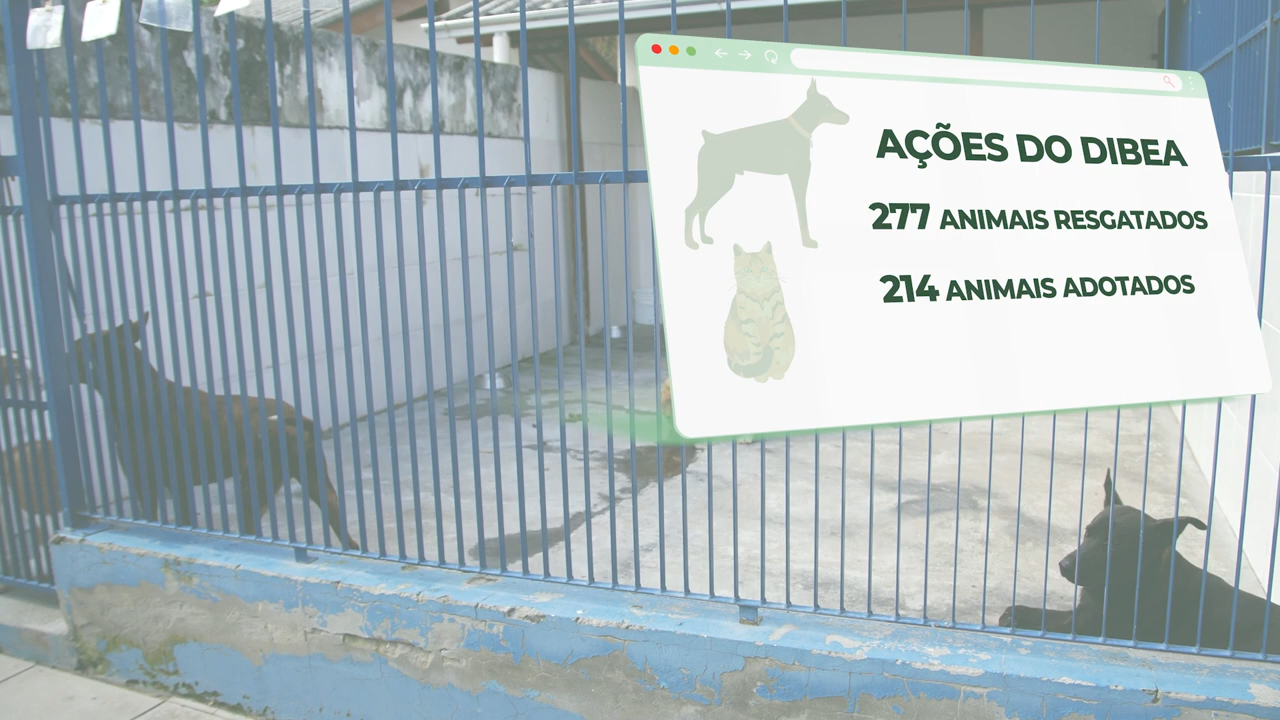 AÇÕES DO DIBEA
277 ANIMAIS RESGATADOS
214 ANIMAIS ADOTADOS